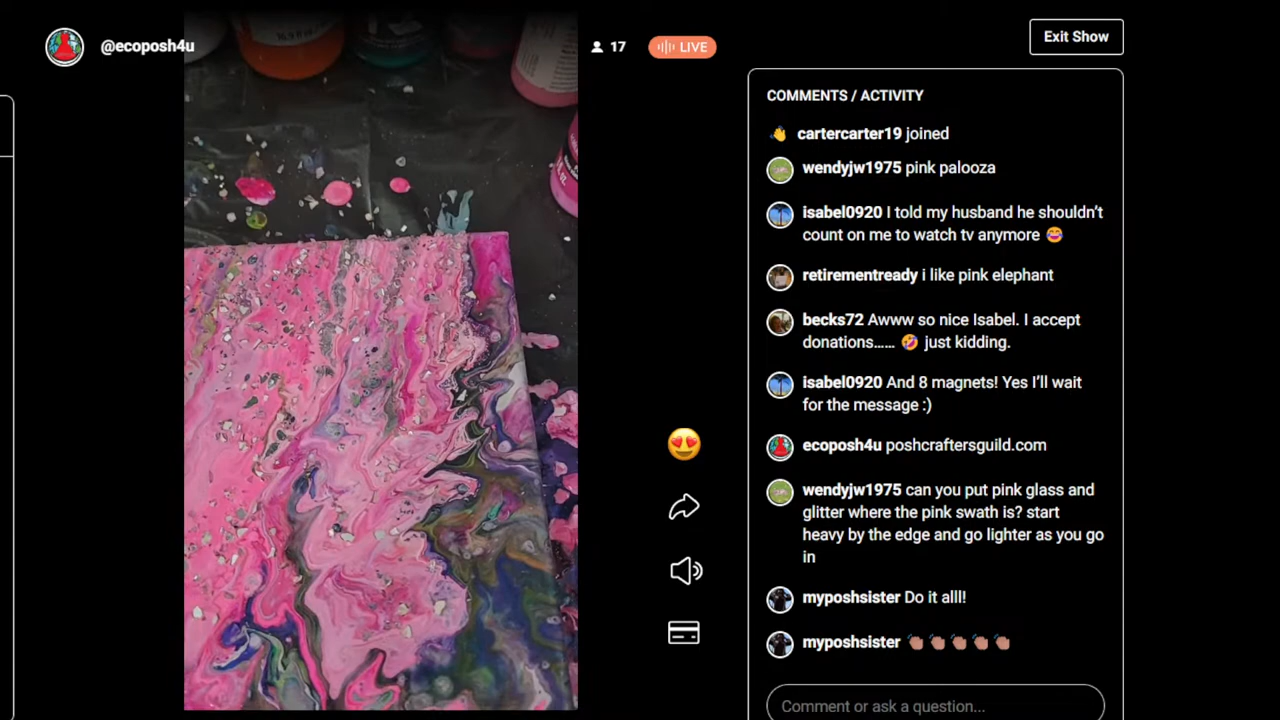 @ecoposh4u
17
LIVE
Exit Show
COMMENTS / ACTIVITY
👋 cartercarter19 joined
wendyjw1975 pink palooza
isabel0920 I told my husband he shouldn’t
count on me to watch tv anymore 😂
retirementready i like pink elephant
becks72 Awww so nice Isabel. I accept
donations...... 🤣 just kidding.
isabel0920 And 8 magnets! Yes I’ll wait
for the message :)
ecoposh4u poshcraftersguild.com
wendyjw1975 can you put pink glass and
glitter where the pink swath is? start
heavy by the edge and go lighter as you go
in
myposhsister Do it alll!
myposhsister 👏🏽👏🏽👏🏽👏🏽👏🏽
Comment or ask a question...